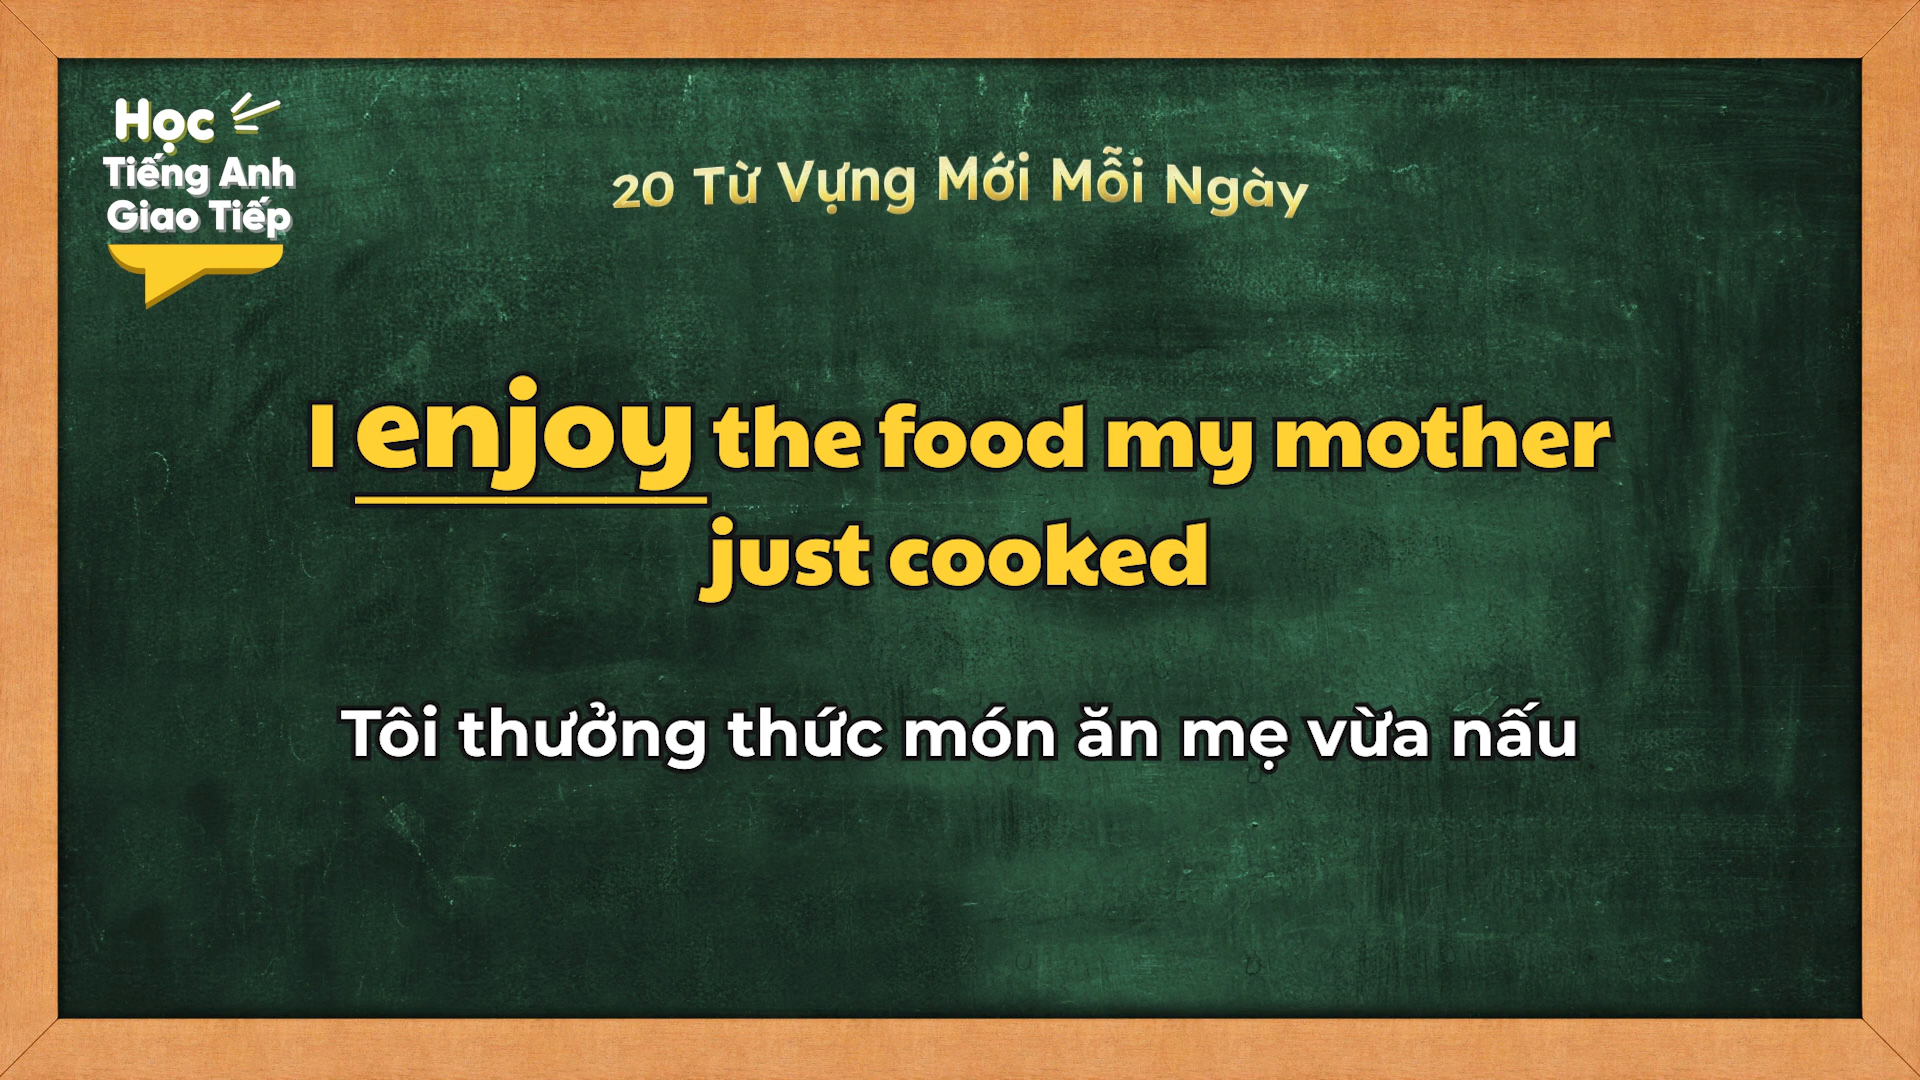 Học
Tiếng Anh
Giao Tiếp
20 Từ Vựng Mới Mỗi Ngày
I enjoy the food my mother
just cooked
Tôi thưởng thức món ăn mẹ vừa nấu